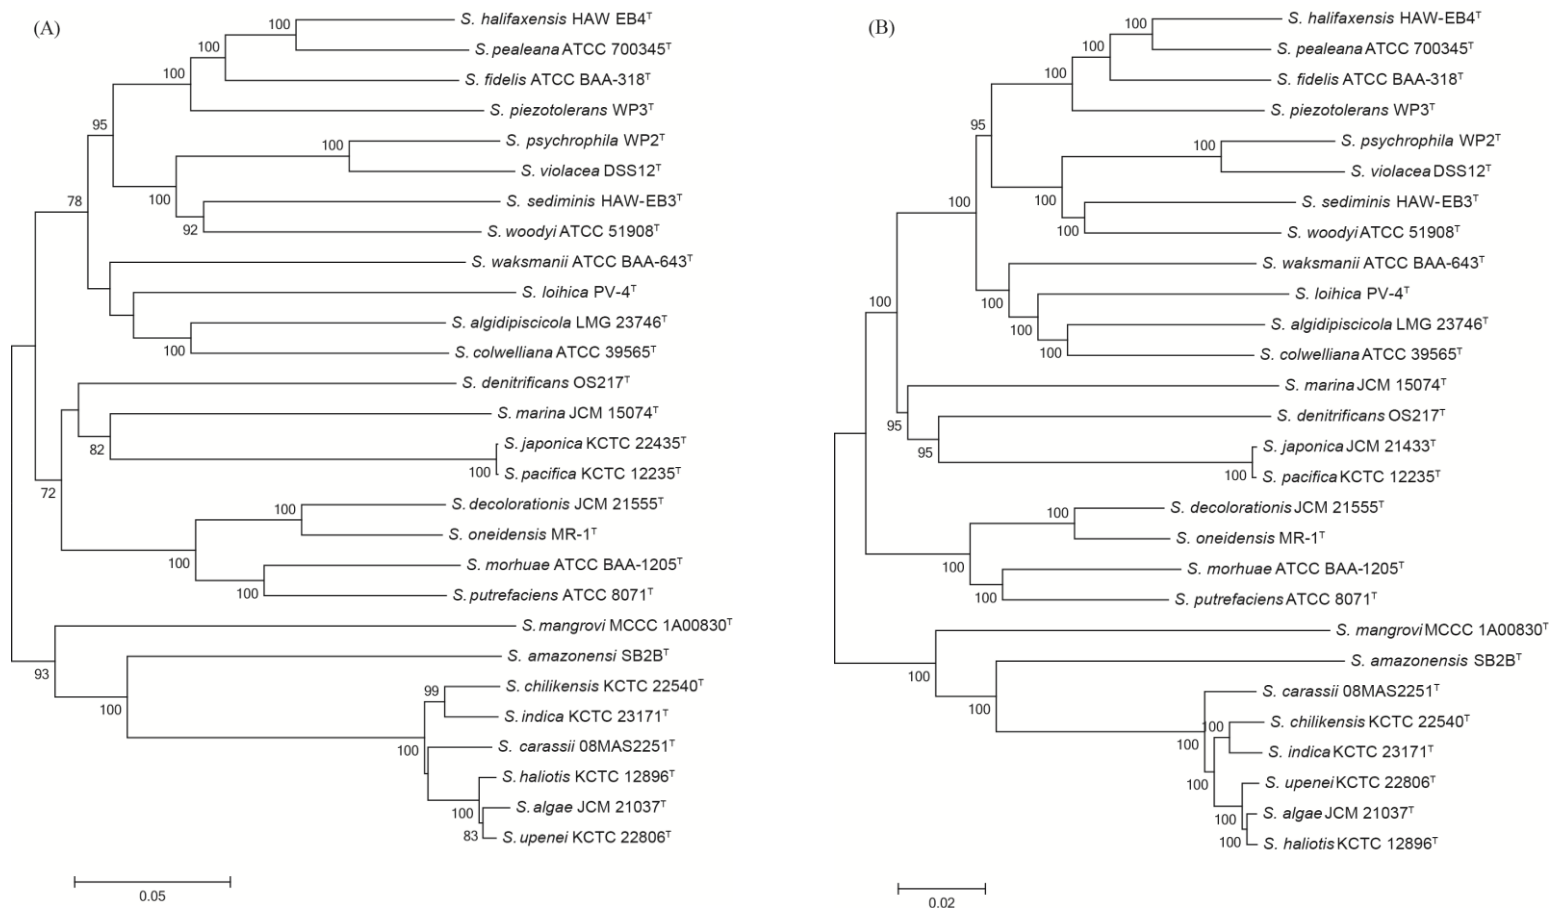 (A)
100
S. halifaxensis HAW EB4ᵀ
100
S. pealeana ATCC 700345ᵀ
100
S. fidelis ATCC BAA-318ᵀ
S. piezotolerans WP3ᵀ
95
100
S. psychrophila WP2ᵀ
S. violacea DSS12ᵀ
78
100
S. sediminis HAW-EB3ᵀ
92
S. woodyi ATCC 51908ᵀ
S. waksmanii ATCC BAA-643ᵀ
S. loihica PV-4ᵀ
S. algidipiscicola LMG 23746ᵀ
100
S. colwelliana ATCC 39565ᵀ
S. denitrificans OS217ᵀ
S. marina JCM 15074ᵀ
82
S. japonica KCTC 22435ᵀ
100
S. pacifica KCTC 12235ᵀ
72
100
S. decolorationis JCM 21555ᵀ
S. oneidensis MR-1ᵀ
100
S. morhuae ATCC BAA-1205ᵀ
100
S. putrefaciens ATCC 8071ᵀ
S. mangrovi MCCC 1A00830ᵀ
93
S. amazonensi SB2Bᵀ
100
99
S. chilikensis KCTC 22540ᵀ
S. indica KCTC 23171ᵀ
100
S. carassii 08MAS2251ᵀ
S. haliotis KCTC 12896ᵀ
100
S. algae JCM 21037ᵀ
83
S. upenei KCTC 22806ᵀ
0.05
(B)
100
S. halifaxensis HAW-EB4ᵀ
100
S. pealeana ATCC 700345ᵀ
100
S. fidelis ATCC BAA-318ᵀ
S. piezotolerans WP3ᵀ
95
100
S. psychrophila WP2ᵀ
S. violacea DSS12ᵀ
100
100
S. sediminis HAW-EB3ᵀ
100
S. woodyi ATCC 51908ᵀ
S. waksmanii ATCC BAA-643ᵀ
100
S. loihica PV-4ᵀ
100
100
S. algidipiscicola LMG 23746ᵀ
100
S. colwelliana ATCC 39565ᵀ
S. marina JCM 15074ᵀ
95
S. denitrificans OS217ᵀ
95
S. japonica JCM 21433ᵀ
100
S. pacifica KCTC 12235ᵀ
100
S. decolorationis JCM 21555ᵀ
S. oneidensis MR-1ᵀ
100
S. morhuae ATCC BAA-1205ᵀ
100
S. putrefaciens ATCC 8071ᵀ
S. mangrovi MCCC 1A00830ᵀ
100
S. amazonensis SB2Bᵀ
100
S. carassii 08MAS2251ᵀ
100
S. chilikensis KCTC 22540ᵀ
100
S. indica KCTC 23171ᵀ
100
S. upenei KCTC 22806ᵀ
100
S. algae JCM 21037ᵀ
100
S. haliotis KCTC 12896ᵀ
0.02